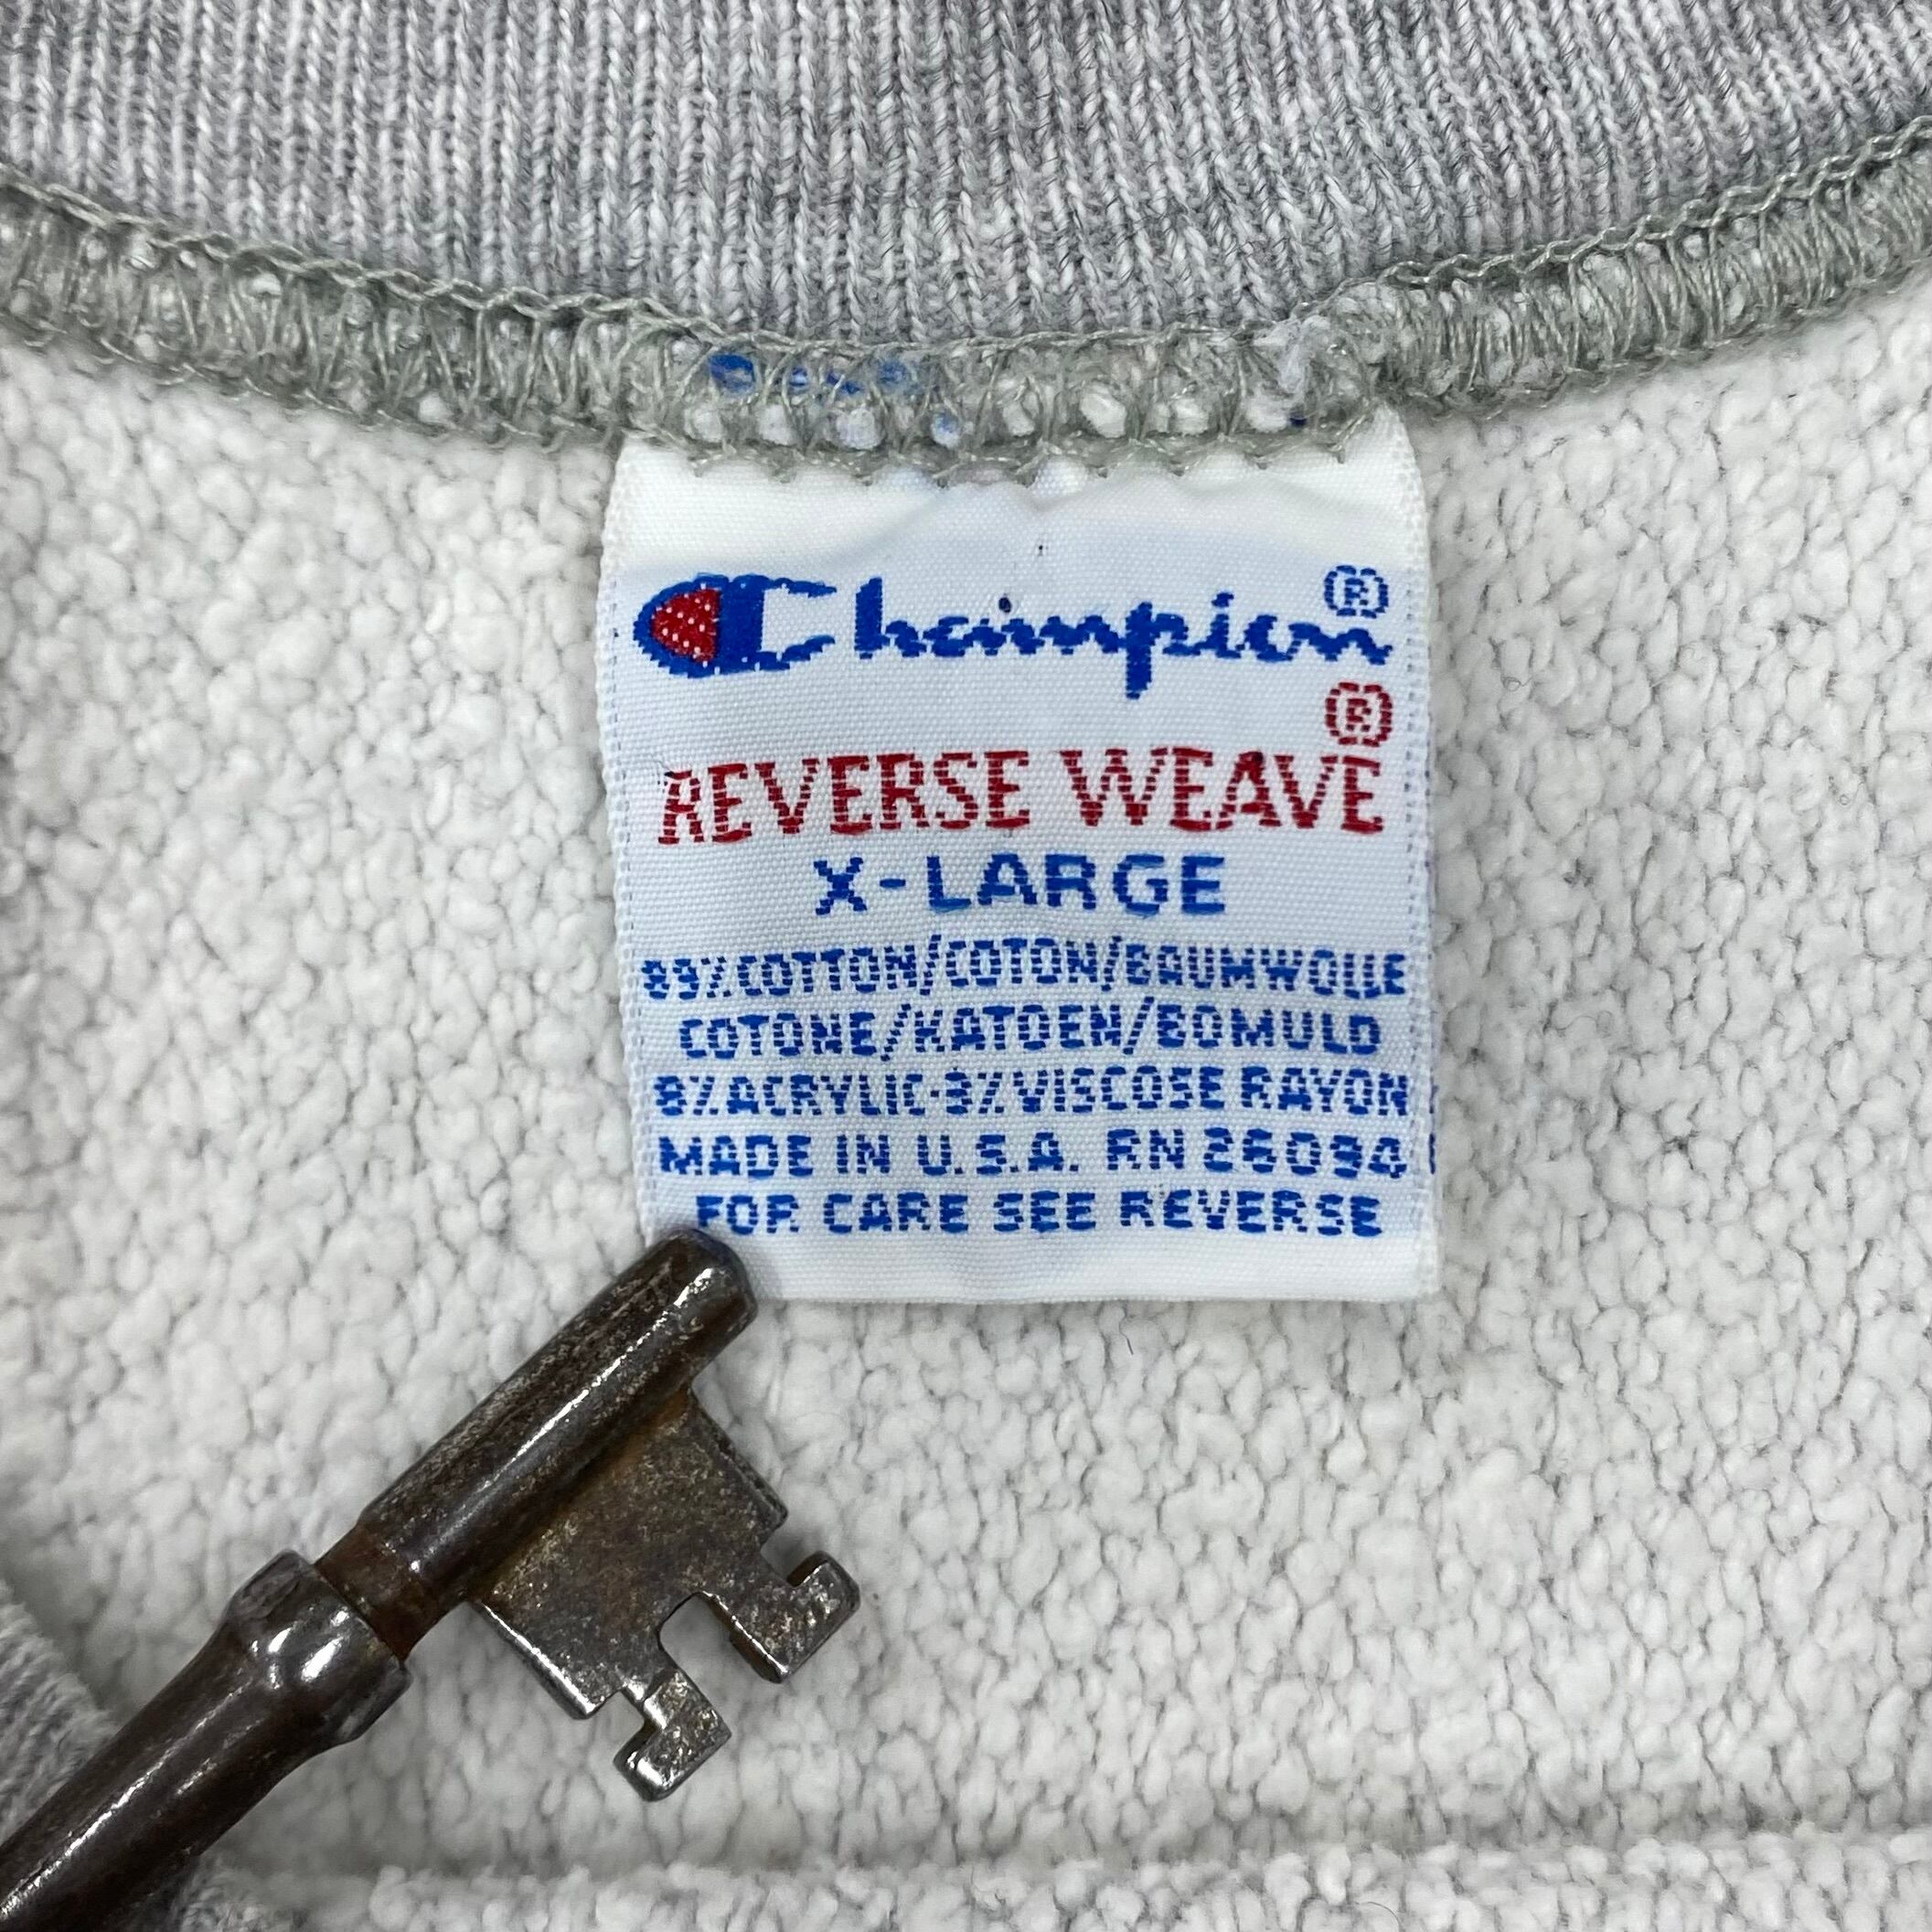 Champion®
®
REVERSE WEAVE
X-LARGE
89% COTTON/COTON/BAUMWOLLE
COTONE/KATOEN/BOMULD
8% ACRYLIC·3% VISCOSE RAYON
MADE IN U.S.A. RN 26094
FOR CARE SEE REVERSE